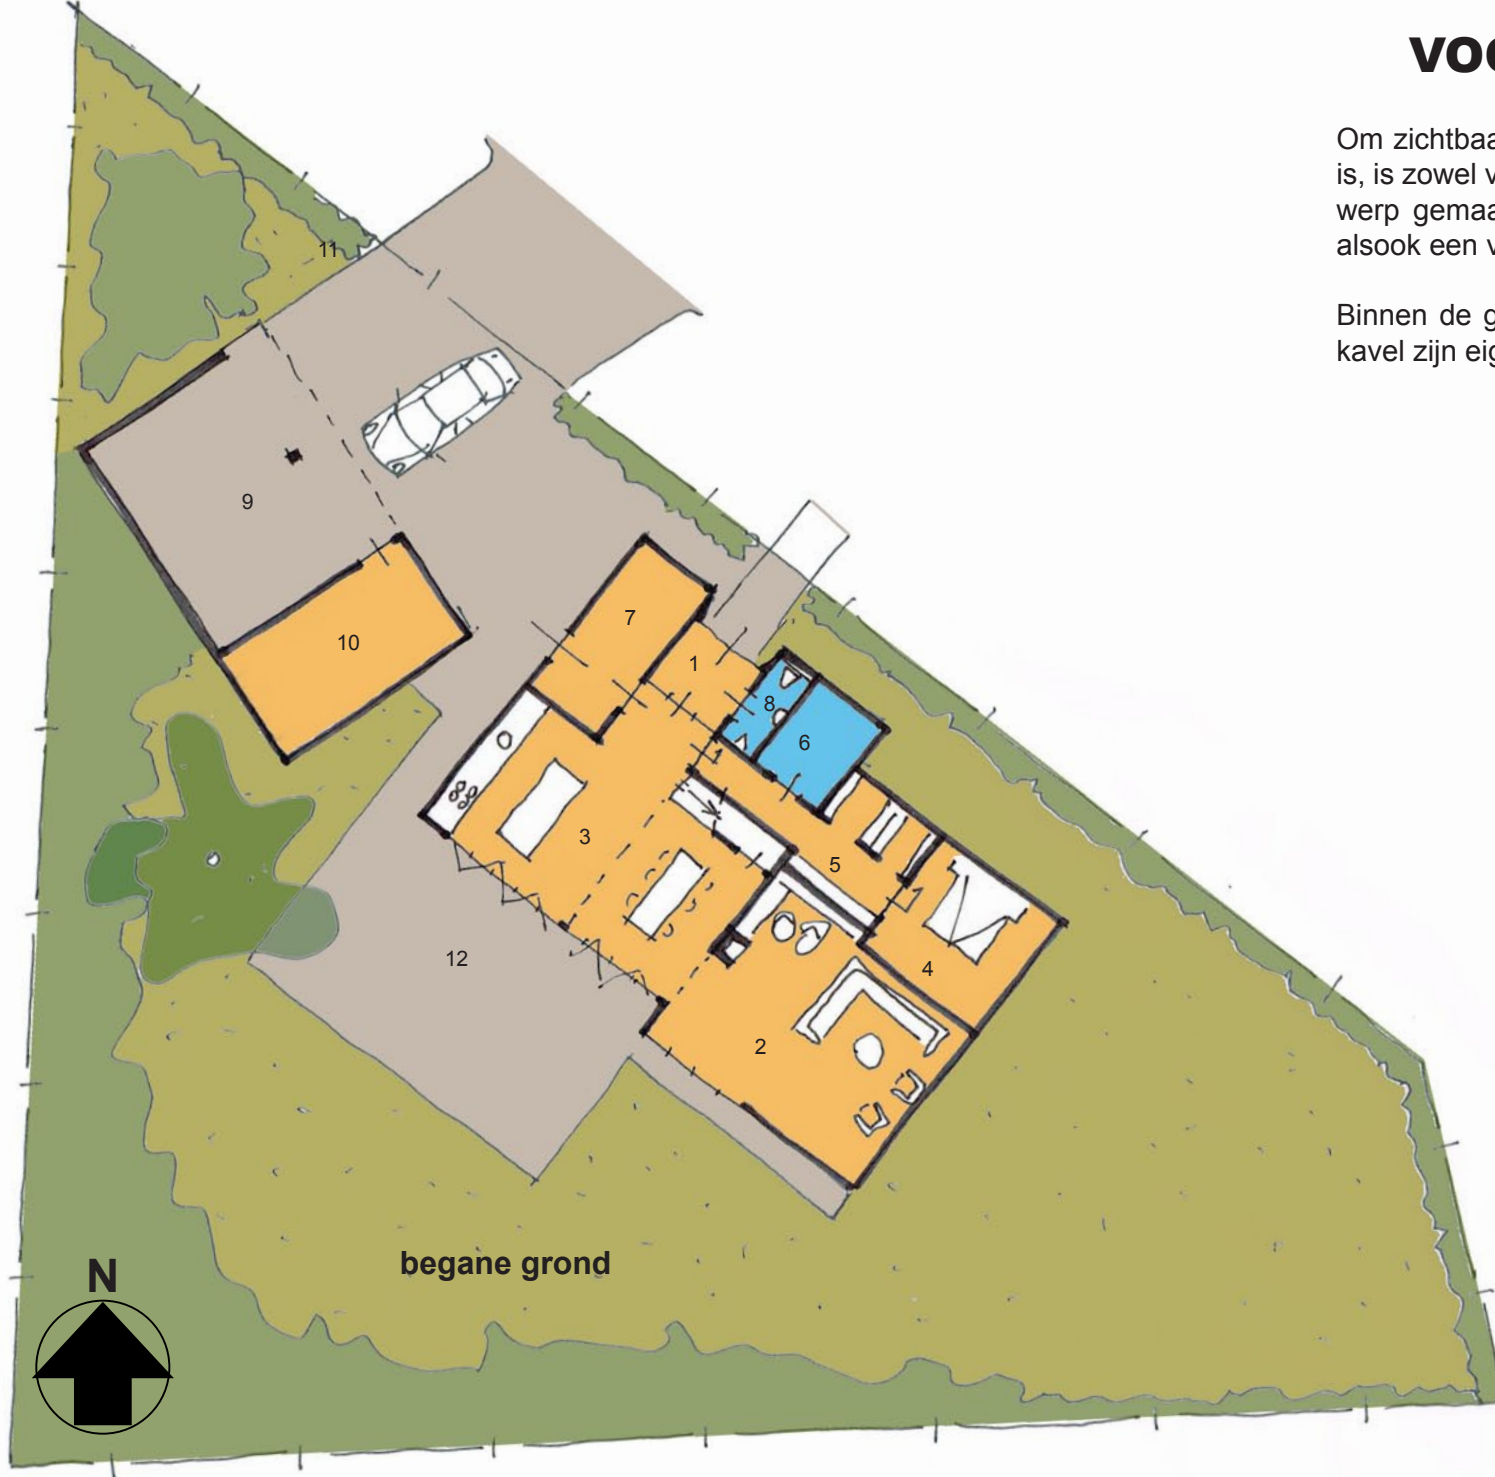 voo
Om zichtbaa
is, is zowel v
werp gemaa
alsook een v
Binnen de g
kavel zijn eig
11
9
7
10
1
8
6
3
5
12
4
2
begane grond
N